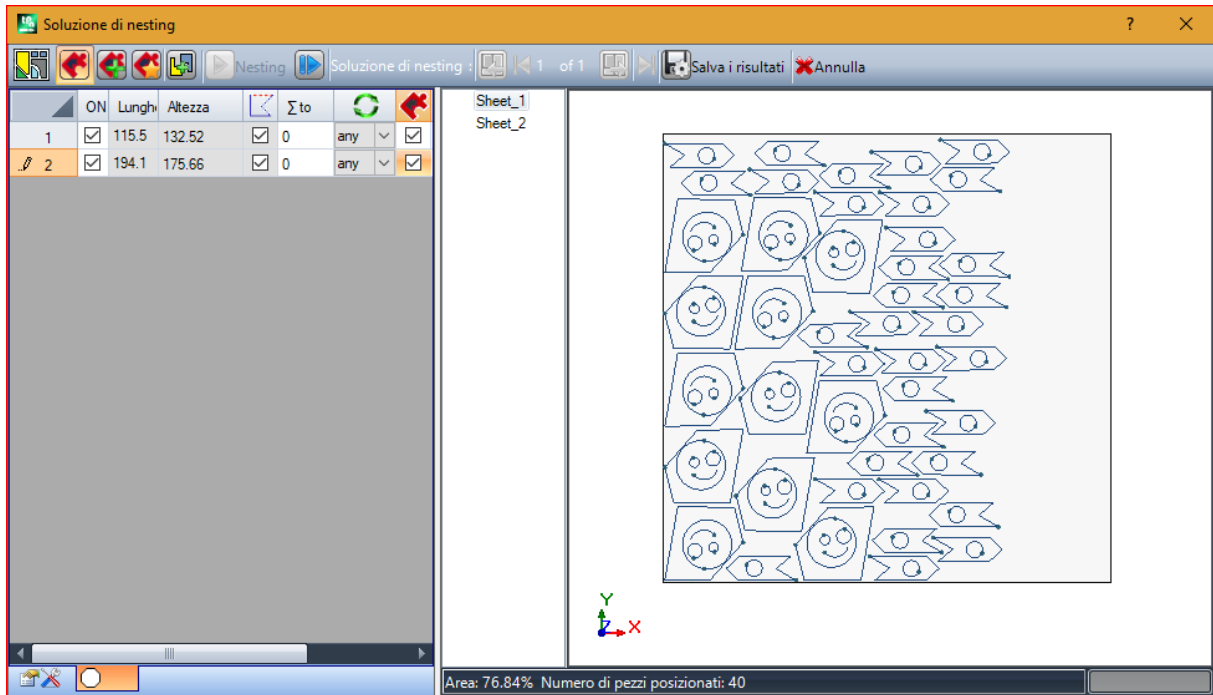 Soluzione di nesting ?
Nesting Soluzione di nesting : 1 of 1 Salva i risultati Annulla
ON Lunghe Altezza Σ to
1 115.5 132.52 0 any
2 194.1 175.66 0 any
Sheet_1
Sheet_2
Y
Z X
Area: 76.84% Numero di pezzi posizionati: 40